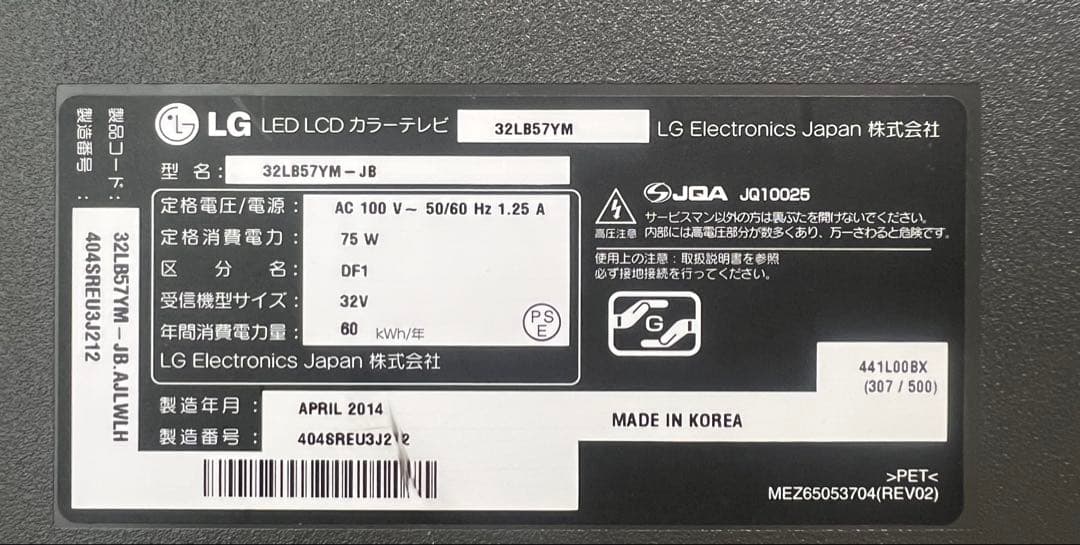 製品コード :
製造番号 :
32LB57YM-JB.AJLWLH
404SREU3J212
LG LED LCD カラーテレビ 32LB57YM LG Electronics Japan 株式会社
型 名 : 32LB57YM-JB
定格電圧/電源 : AC 100 V~ 50/60 Hz 1.25 A
定格消費電力 : 75 W
区 分 名 : DF1
受信機型サイズ : 32V
年間消費電力量 : 60 kWh/年
PS
E
LG Electronics Japan 株式会社
JQA JQ10025
サービスマン以外の方は裏ぶたを開けないでください。
高圧注意 内部には高電圧部分が数多くあり、万一さわると危険です。
使用上の注意 : 取扱説明書を参照
必ず接地接続を行ってください。
G
441L00BX
(307 / 500)
製造年月 : APRIL 2014
製造番号 : 404SREU3J212
MADE IN KOREA
>PET<
MEZ65053704(REV02)